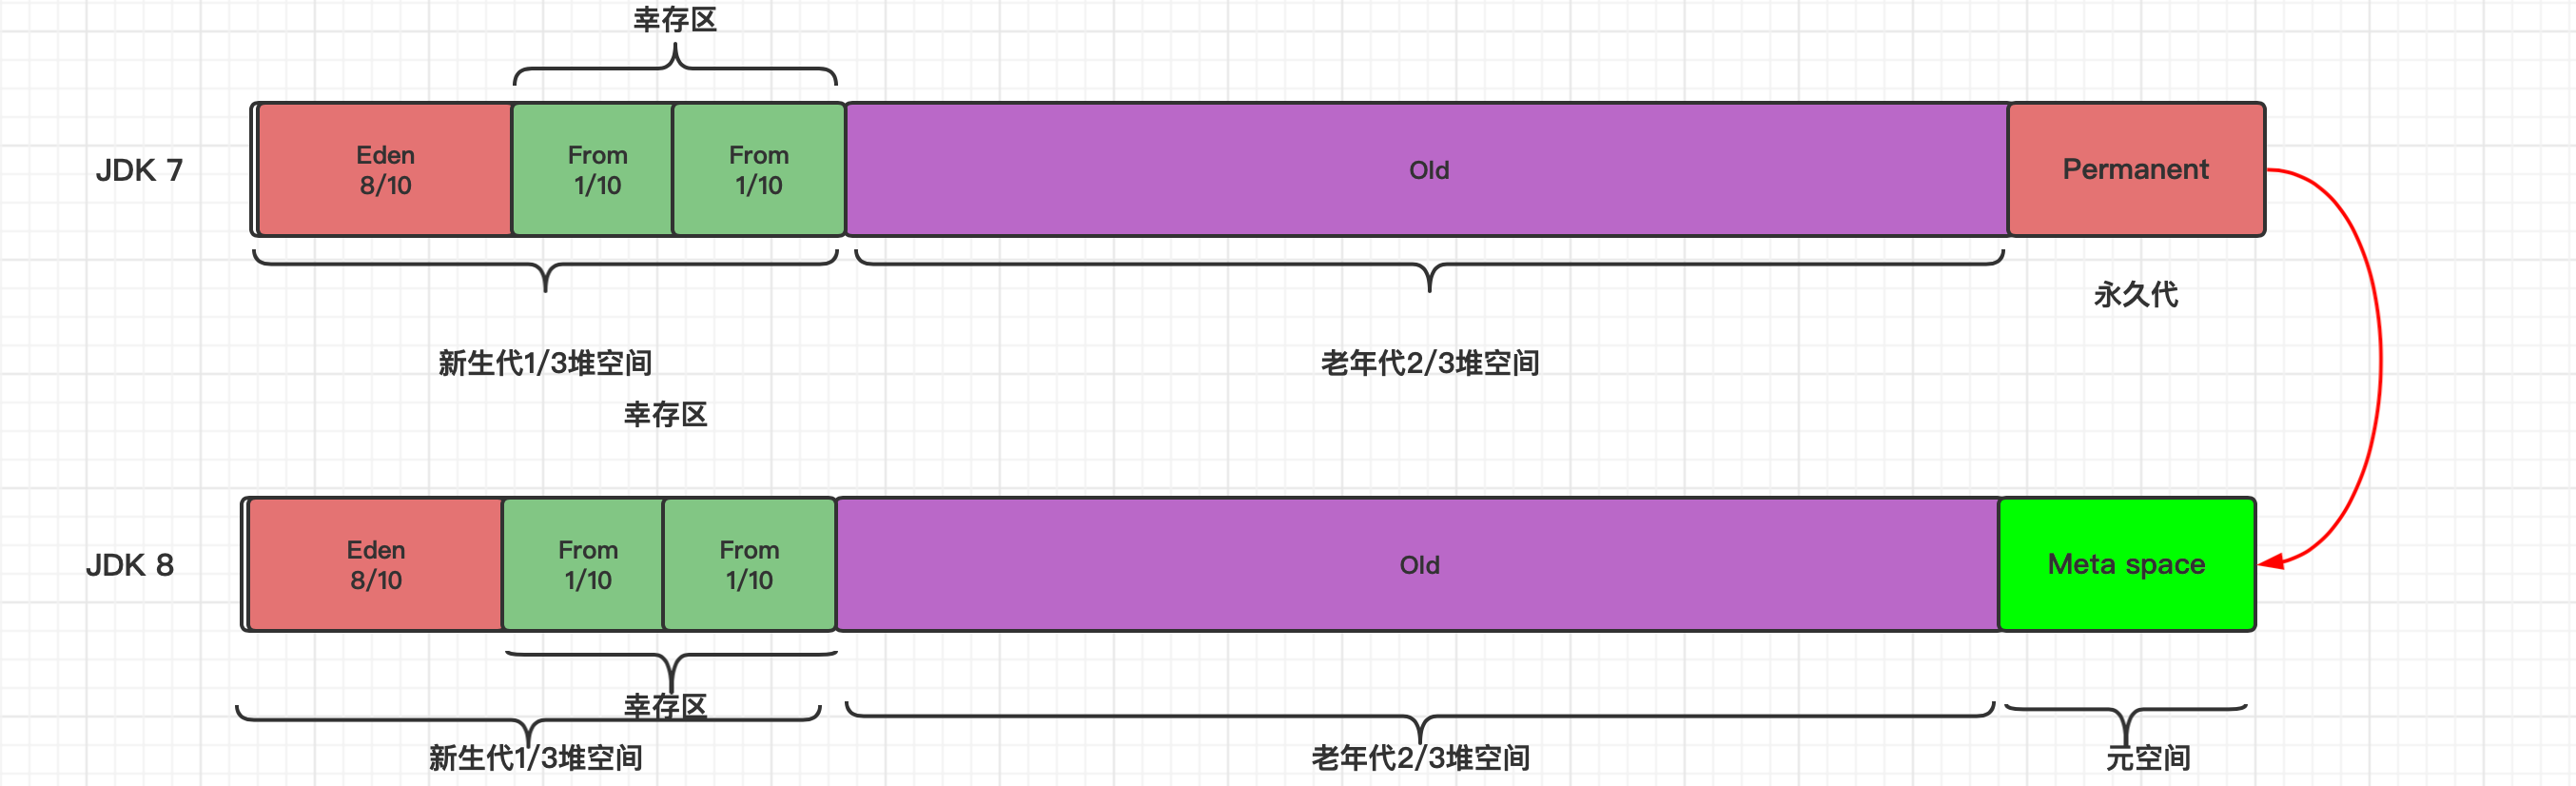 幸存区
JDK 7
Eden
8/10
From
1/10
From
1/10
Old
Permanent
永久代
新生代1/3堆空间
老年代2/3堆空间
幸存区
JDK 8
Eden
8/10
From
1/10
From
1/10
Old
Meta space
幸存区
新生代1/3堆空间
老年代2/3堆空间
元空间